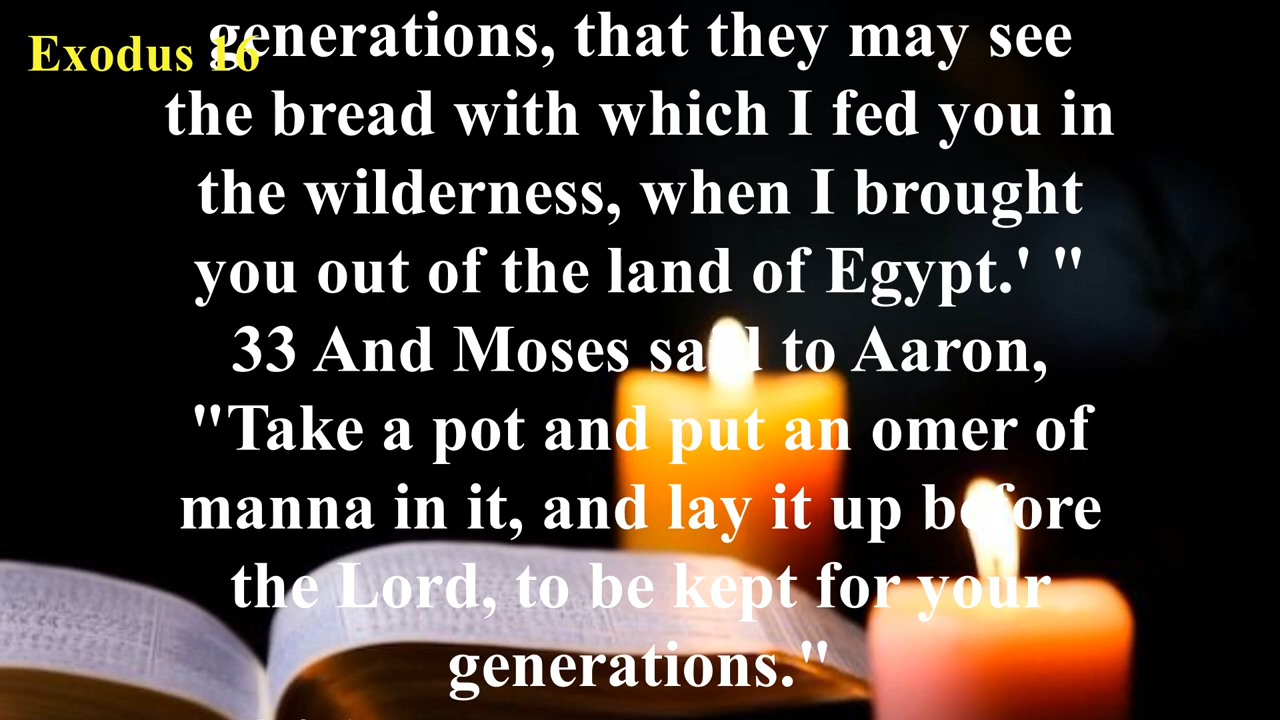 Exodus 16
generations, that they may see
the bread with which I fed you in
the wilderness, when I brought
you out of the land of Egypt.' "
33 And Moses said to Aaron,
"Take a pot and put an omer of
manna in it, and lay it up before
the Lord, to be kept for your
generations."